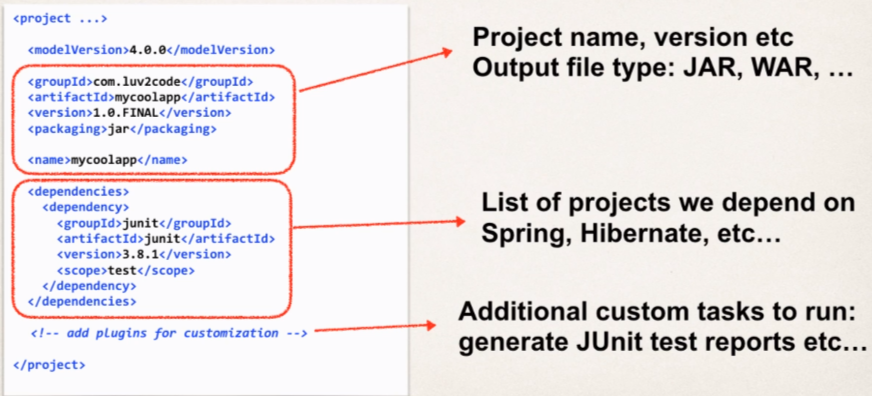 <project ...>
<modelVersion>4.0.0</modelVersion>
<groupId>com.luv2code</groupId>
<artifactId>mycoolapp</artifactId>
<version>1.0.FINAL</version>
<packaging>jar</packaging>
<name>mycoolapp</name>
<dependencies>
<dependency>
<groupId>junit</groupId>
<artifactId>junit</artifactId>
<version>3.8.1</version>
<scope>test</scope>
</dependency>
</dependencies>
<!-- add plugins for customization -->
</project>
Project name, version etc
Output file type: JAR, WAR, …
List of projects we depend on
Spring, Hibernate, etc…
Additional custom tasks to run:
generate JUnit test reports etc…